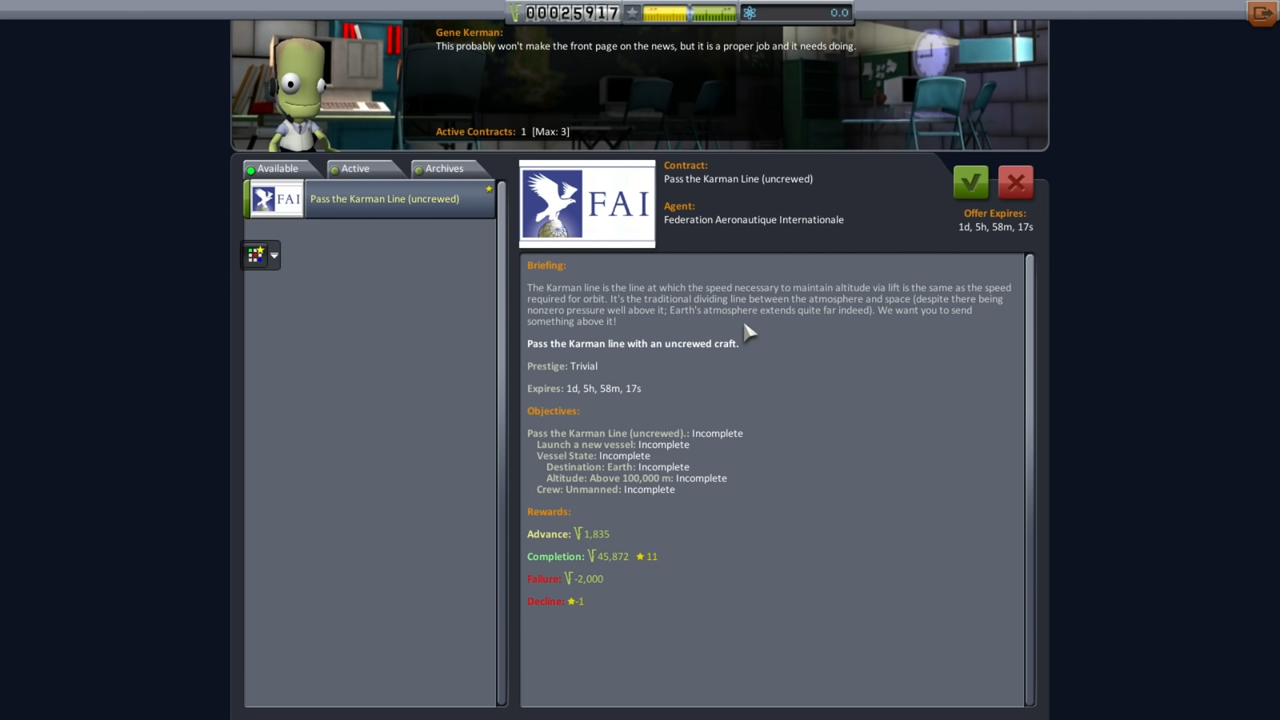 00025917
0.0
Gene Kerman:
This probably won't make the front page on the news, but it is a proper job and it needs doing.
Active Contracts: 1 [Max: 3]
Available
Active
Archives
FAI
Pass the Karman Line (uncrewed)
FAI
Contract:
Pass the Karman Line (uncrewed)
Agent:
Federation Aeronautique Internationale
Offer Expires:
1d, 5h, 58m, 17s
Briefing:
The Karman line is the line at which the speed necessary to maintain altitude via lift is the same as the speed
required for orbit. It's the traditional dividing line between the atmosphere and space (despite there being
nonzero pressure well above it; Earth's atmosphere extends quite far indeed). We want you to send
something above it!
Pass the Karman line with an uncrewed craft.
Prestige: Trivial
Expires: 1d, 5h, 58m, 17s
Objectives:
Pass the Karman Line (uncrewed).: Incomplete
Launch a new vessel: Incomplete
Vessel State: Incomplete
Destination: Earth: Incomplete
Altitude: Above 100,000 m: Incomplete
Crew: Unmanned: Incomplete
Rewards:
Advance: 1,835
Completion: 45,872 11
Failure: -2,000
Decline: -1